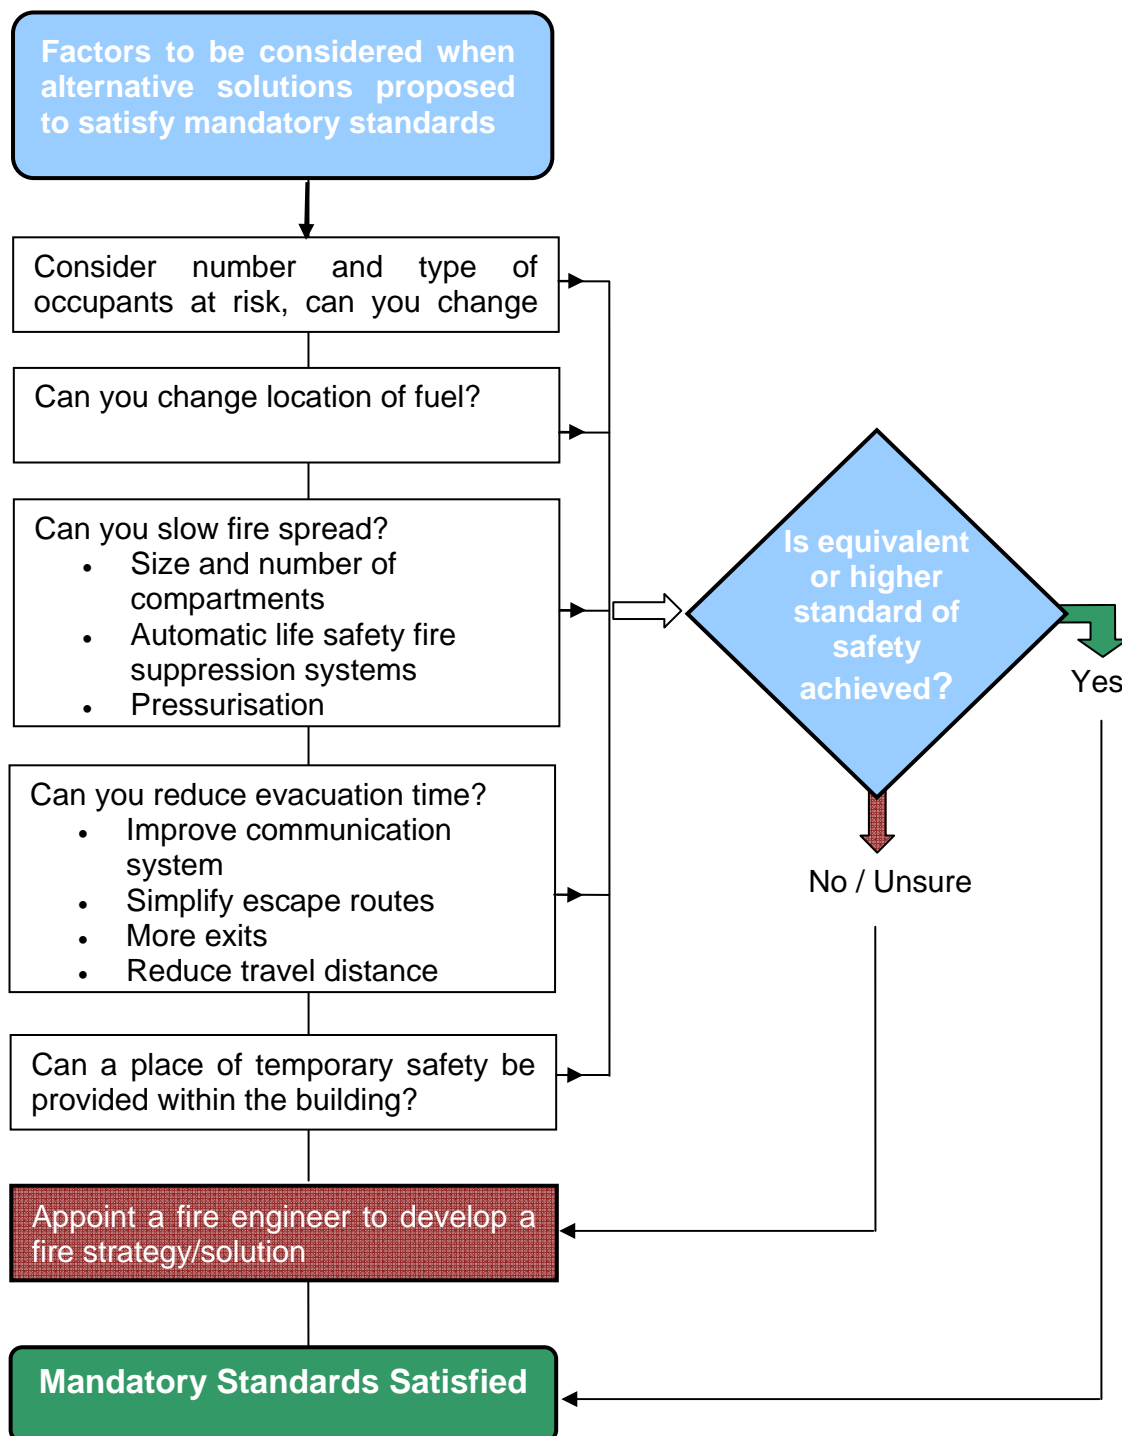 Factors to be considered when
alternative solutions proposed
to satisfy mandatory standards
Consider number and type of
occupants at risk, can you change
Can you change location of fuel?
Can you slow fire spread?
• Size and number of
compartments
• Automatic life safety fire
suppression systems
• Pressurisation
Can you reduce evacuation time?
• Improve communication
system
• Simplify escape routes
• More exits
• Reduce travel distance
Can a place of temporary safety be
provided within the building?
Appoint a fire engineer to develop a
fire strategy/solution
Mandatory Standards Satisfied
Is equivalent
or higher
standard of
safety
achieved?
Yes
No / Unsure